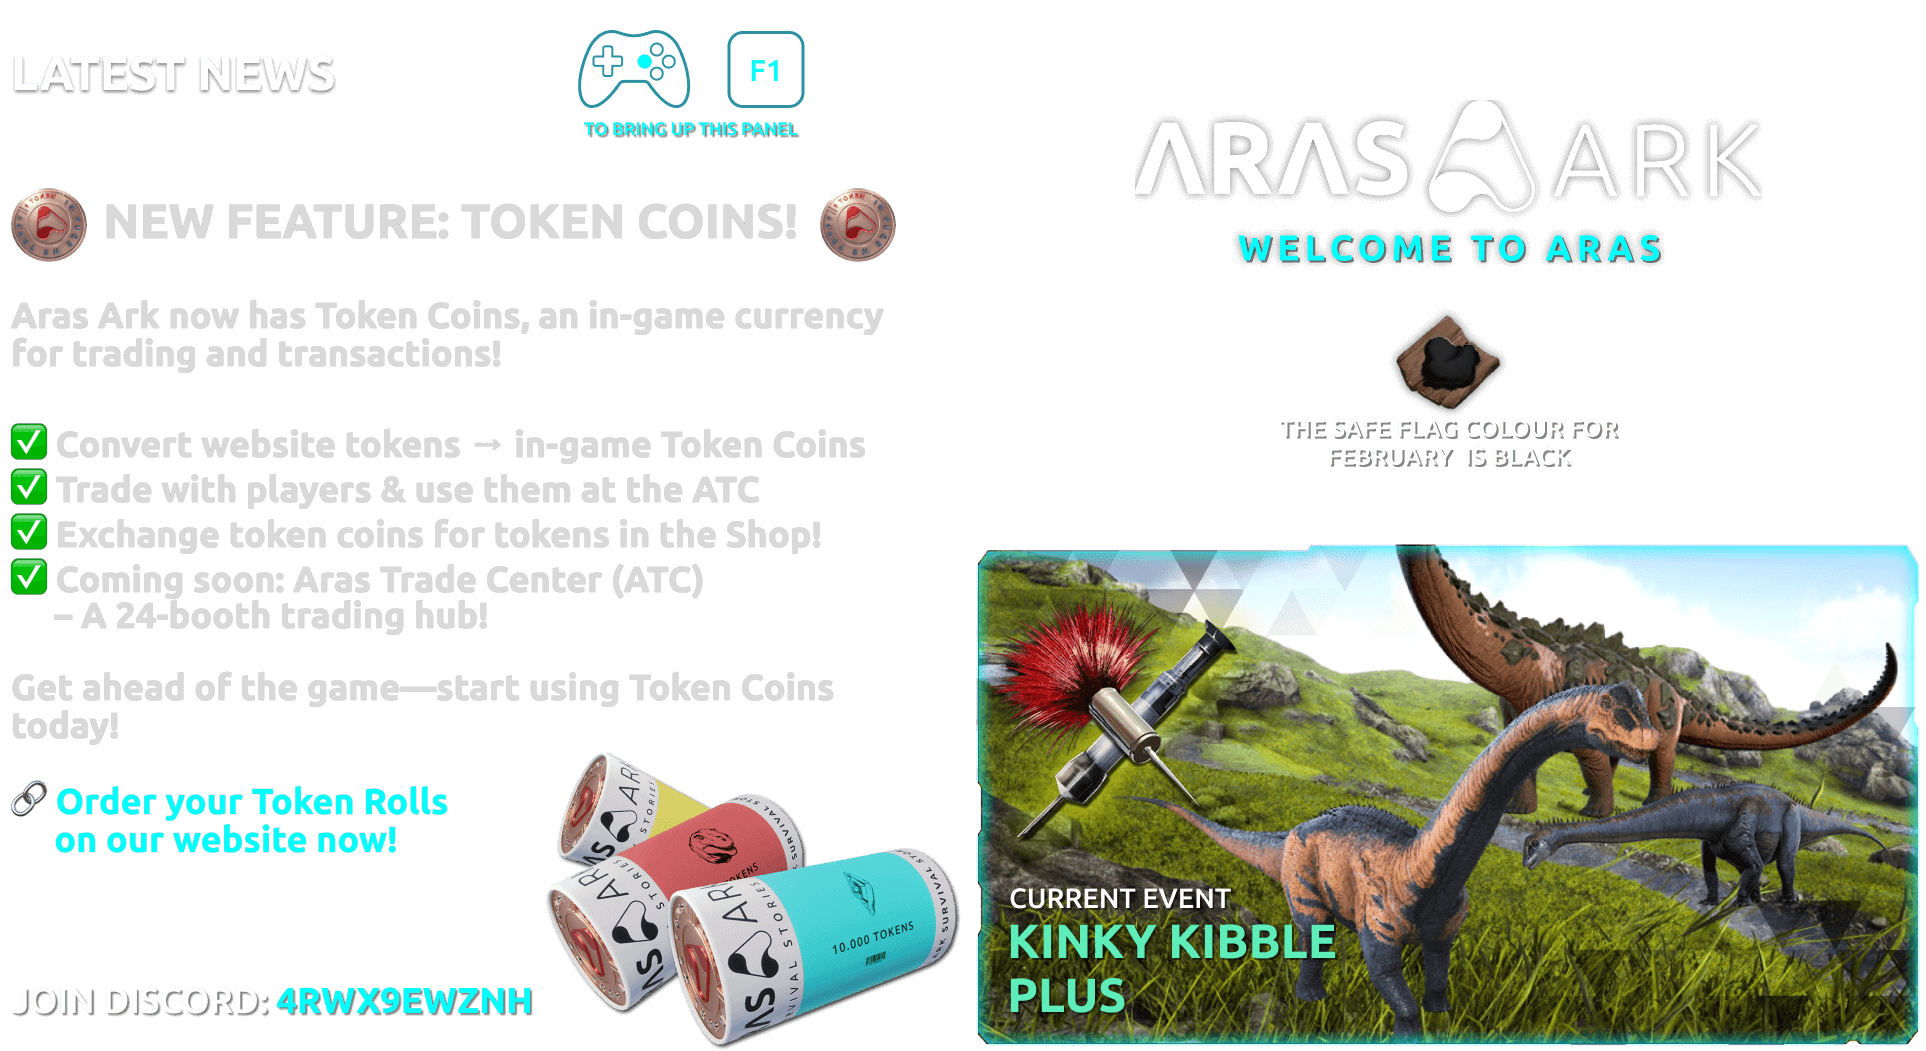 LATEST NEWS
F1
TO BRING UP THIS PANEL
NEW FEATURE: TOKEN COINS!
Aras Ark now has Token Coins, an in-game currency
for trading and transactions!
✅ Convert website tokens → in-game Token Coins
✅ Trade with players & use them at the ATC
✅ Exchange token coins for tokens in the Shop!
✅ Coming soon: Aras Trade Center (ATC)
– A 24-booth trading hub!
Get ahead of the game—start using Token Coins
today!
🔗 Order your Token Rolls
on our website now!
10.000 TOKENS
JOIN DISCORD: 4RWX9EWZNH
ARAS ARK
WELCOME TO ARAS
THE SAFE FLAG COLOUR FOR
FEBRUARY IS BLACK
CURRENT EVENT
KINKY KIBBLE
PLUS